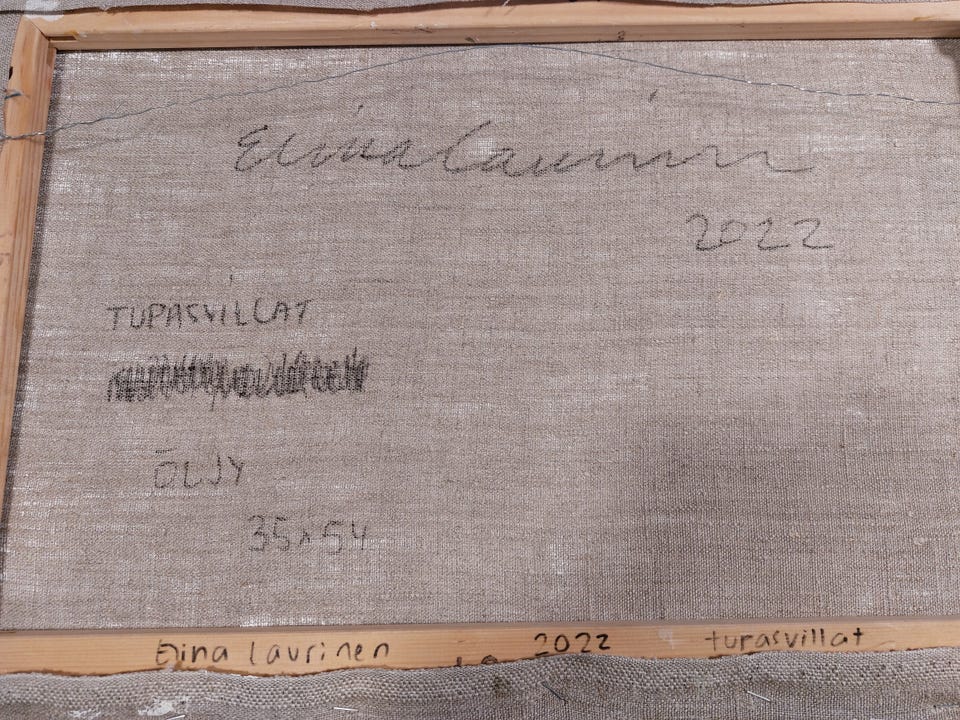 Elina Laurinen
2022
TUPASVILLAT
ÖLJY
35x54
Elina Laurinen 2022 tupasvillat